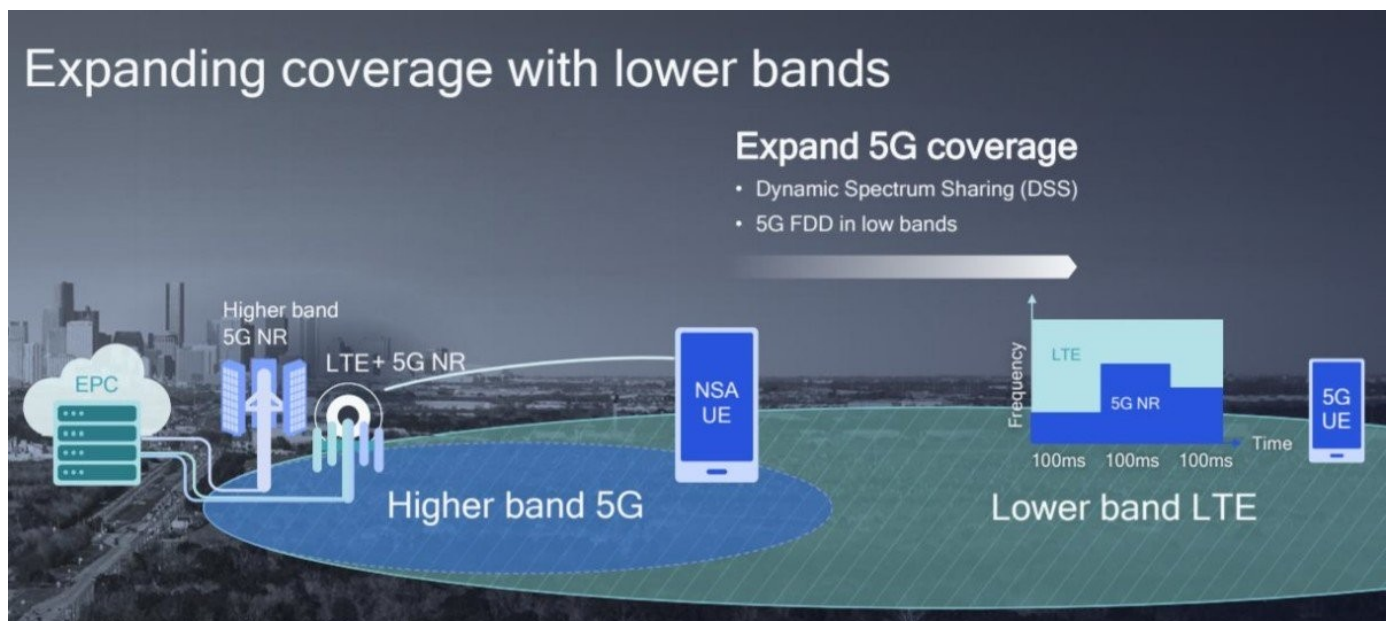 Expanding coverage with lower bands
Expand 5G coverage
• Dynamic Spectrum Sharing (DSS)
• 5G FDD in low bands
Higher band
5G NR
LTE + 5G NR
EPC
NSA
UE
Frequency
LTE
5G NR
Time
100ms 100ms 100ms
5G
UE
Higher band 5G
Lower band LTE